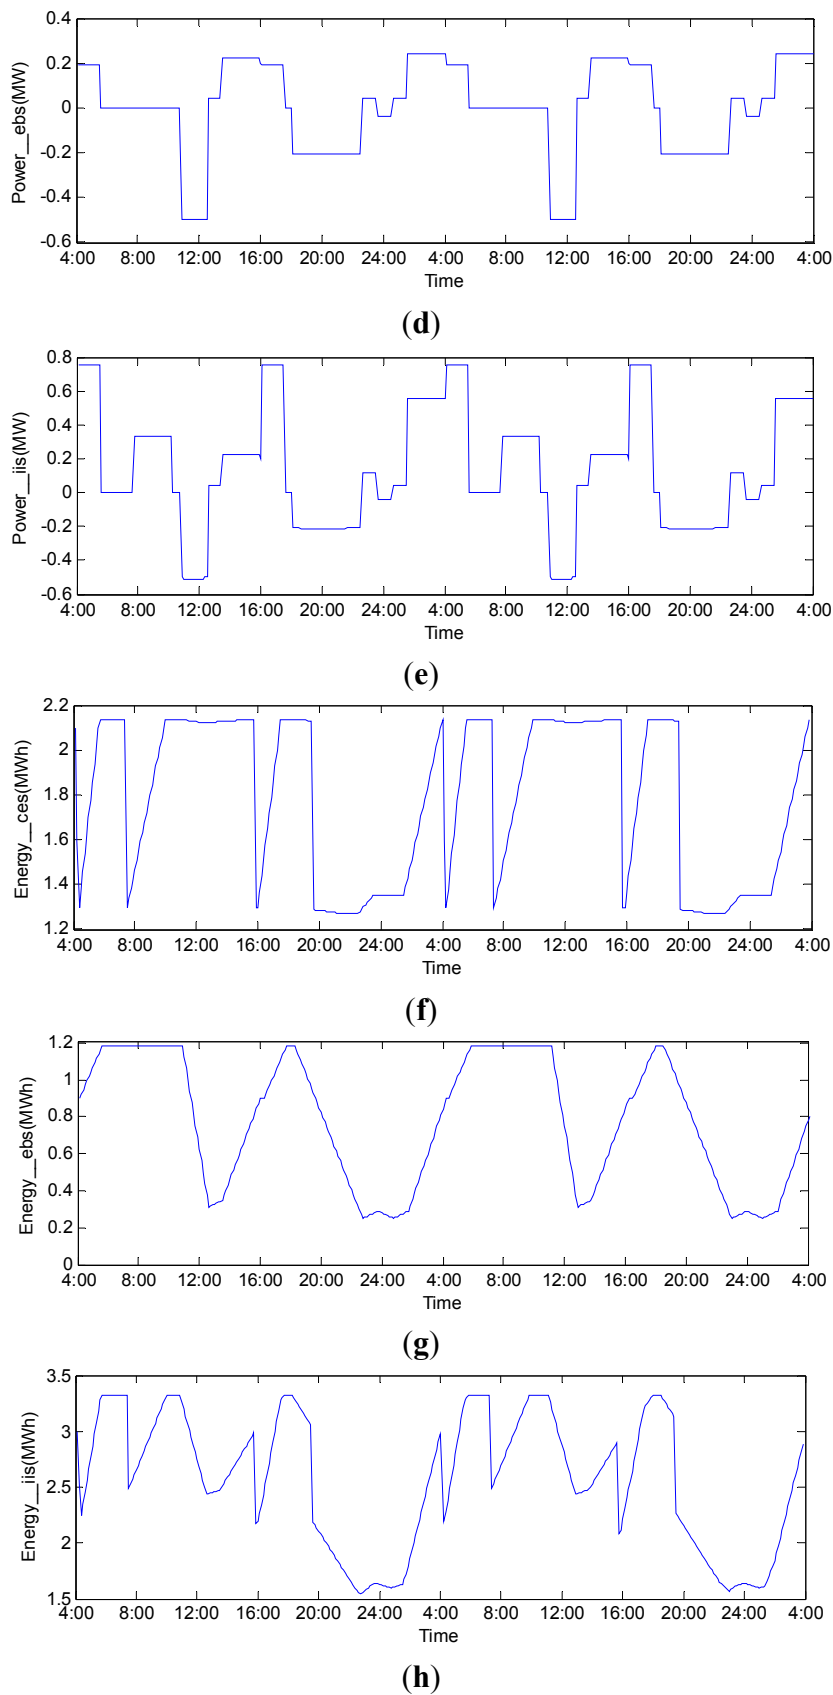 0.4
0.2
0
-0.2
-0.4
-0.6
Power__ebs(MW)
4:00 8:00 12:00 16:00 20:00 24:00 4:00 8:00 12:00 16:00 20:00 24:00 4:00
Time
(d)
0.8
0.6
0.4
0.2
0
-0.2
-0.4
-0.6
Power__iis(MW)
4:00 8:00 12:00 16:00 20:00 24:00 4:00 8:00 12:00 16:00 20:00 24:00 4:00
Time
(e)
2.2
2
1.8
1.6
1.4
1.2
Energy__ces(MWh)
4:00 8:00 12:00 16:00 20:00 24:00 4:00 8:00 12:00 16:00 20:00 24:00 4:00
Time
(f)
1.2
1
0.8
0.6
0.4
0.2
0
Energy__ebs(MWh)
4:00 8:00 12:00 16:00 20:00 24:00 4:00 8:00 12:00 16:00 20:00 24:00 4:00
Time
(g)
3.5
3
2.5
2
1.5
Energy__iis(MWh)
4:00 8:00 12:00 16:00 20:00 24:00 4:00 8:00 12:00 16:00 20:00 24:00 4:00
Time
(h)